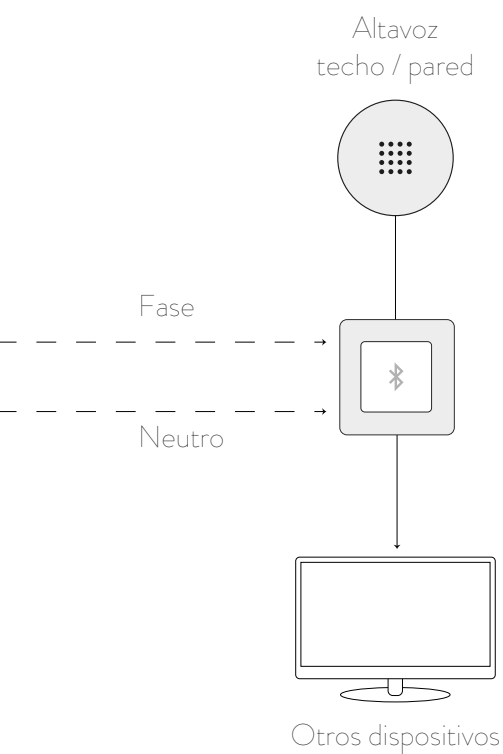 Altavoz
techo / pared
Fase
Neutro
Otros dispositivos